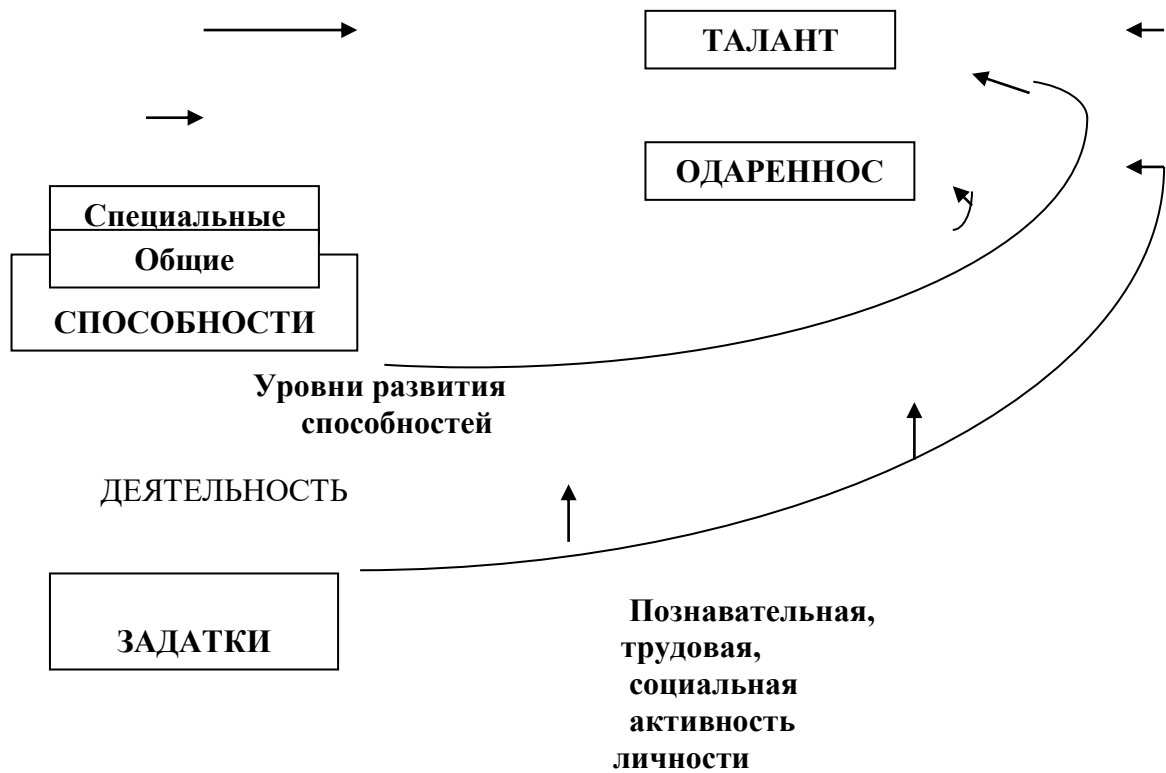 ТАЛАНТ
ОДАРЕННОС
Специальные
Общие
СПОСОБНОСТИ
Уровни развития
способностей
ДЕЯТЕЛЬНОСТЬ
ЗАДАТКИ
Познавательная,
трудовая,
социальная
активность
личности